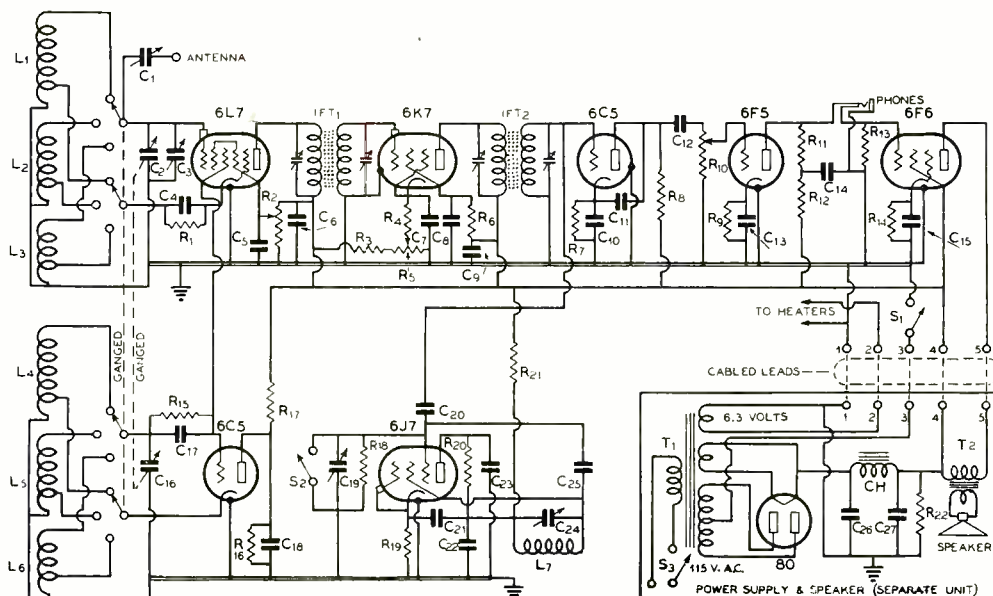 L1
C1
ANTENNA
6L7
IFT1
6K7
IFT2
6C5
6F5
PHONES
6F6
L2
C2
C3
C12
R10
R11
R13
C14
R12
C4
R1
R2
C6
R4
C7
C8
R6
C11
R8
L3
C5
R3
R5
C9
R7
C10
R9
C13
R14
C15
S1
TO HEATERS
1 2 3 4 5
CABLED LEADS
L4
GANGED
GANGED
R15
R17
R21
6.3 VOLTS
1 2 3 4 5
6C5
C17
C20
6J7
T1
T2
L5
C16
S2
C19
R18
R20
C23
C25
CH
L6
R16
C18
R19
C21
C22
C24
L7
C26
C27
R22
SPEAKER
S3
115 V. A.C.
80
POWER SUPPLY & SPEAKER (SEPARATE UNIT)